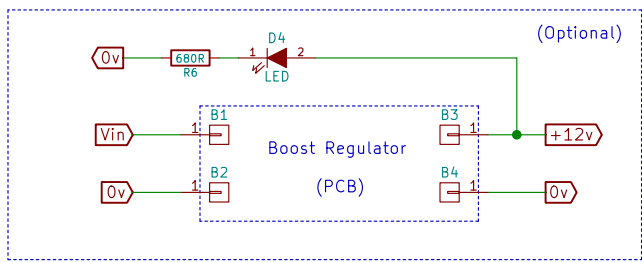 (Optional)
D4
0v
680R
1
2
R6
LED
B1
B3
Vin
1
Boost Regulator
1
+12v
B2
(PCB)
B4
0v
1
1
0v